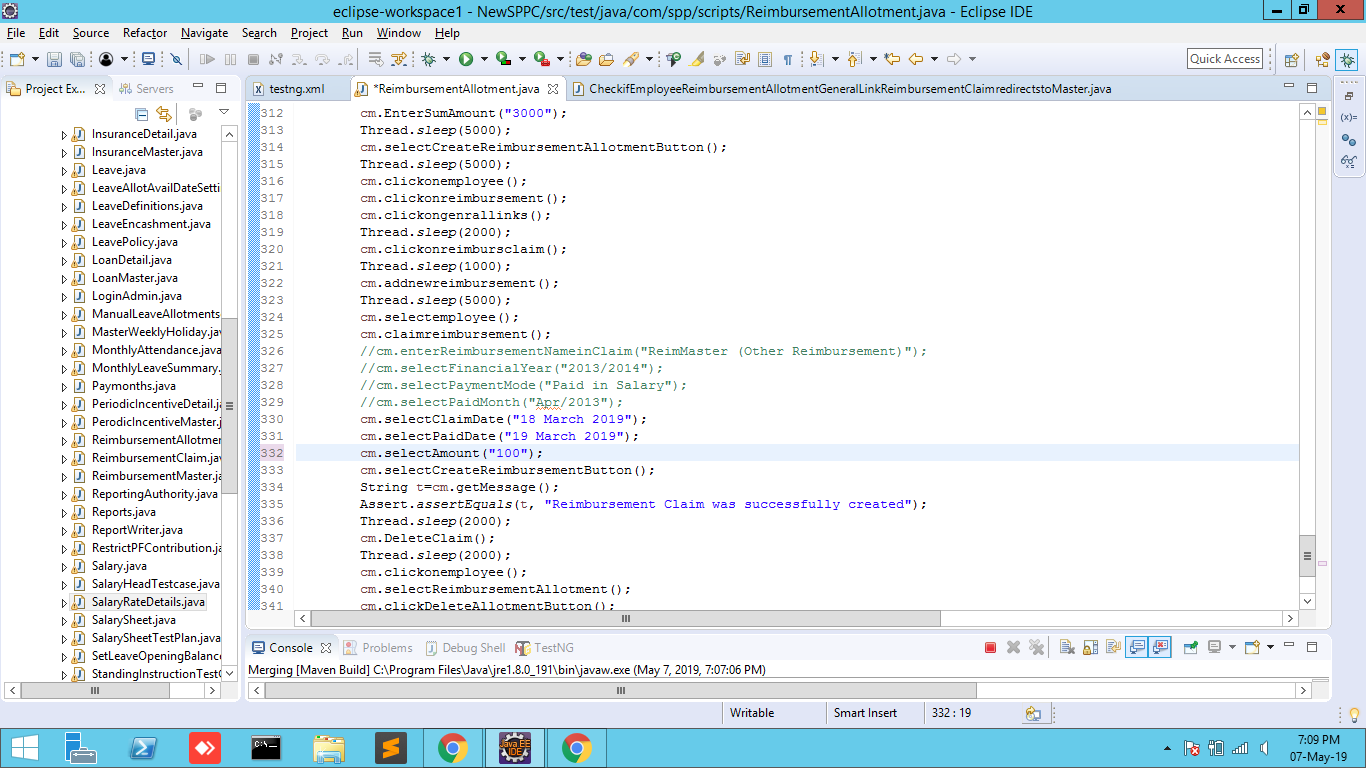 eclipse-workspace1 - NewSPPC/src/test/java/com/spp/scripts/ReimbursementAllotment.java - Eclipse IDE
File Edit Source Refactor Navigate Search Project Run Window Help
Quick Access
Project Ex...
Servers
testng.xml
*ReimbursementAllotment.java
CheckifEmployeeReimbursementAllotmentGeneralLinkReimbursementClaimredirectstoMaster.java
InsuranceDetail.java
InsuranceMaster.java
Leave.java
LeaveAllotAvailDateSetti
LeaveDefinitions.java
LeaveEncashment.java
LeavePolicy.java
LoanDetail.java
LoanMaster.java
LoginAdmin.java
ManualLeaveAllotments
MasterWeeklyHoliday.jav
MonthlyAttendance.java
MonthlyLeaveSummary.
Paymonths.java
PeriodicIncentiveDetail.ja
PerodicIncentiveMaster.j
ReimbursementAllotmer
ReimbursementClaim.jav
ReimbursementMaster.ja
ReportingAuthority.java
Reports.java
ReportWriter.java
RestrictPFContribution.ja
Salary.java
SalaryHeadTestcase.java
SalaryRateDetails.java
SalarySheet.java
SalarySheetTestPlan.java
SetLeaveOpeningBalanc
StandingInstructionTestC
312 cm.EnterSumAmount("3000");
313 Thread.sleep(5000);
314 cm.selectCreateReimbursementAllotmentButton();
315 Thread.sleep(5000);
316 cm.clickonemployee();
317 cm.clickonreimbursement();
318 cm.clickongenrallinks();
319 Thread.sleep(2000);
320 cm.clickonreimbursclaim();
321 Thread.sleep(1000);
322 cm.addnewreimbursement();
323 Thread.sleep(5000);
324 cm.selectemployee();
325 cm.claimreimbursement();
326 //cm.enterReimbursementNameinClaim("ReimMaster (Other Reimbursement)");
327 //cm.selectFinancialYear("2013/2014");
328 //cm.selectPaymentMode("Paid in Salary");
329 //cm.selectPaidMonth("Apr/2013");
330 cm.selectClaimDate("18 March 2019");
331 cm.selectPaidDate("19 March 2019");
332 cm.selectAmount("100");
333 cm.selectCreateReimbursementButton();
334 String t=cm.getMessage();
335 Assert.assertEquals(t, "Reimbursement Claim was successfully created");
336 Thread.sleep(2000);
337 cm.DeleteClaim();
338 Thread.sleep(2000);
339 cm.clickonemployee();
340 cm.selectReimbursementAllotment();
341 cm.clickDeleteAllotmentButton();
Console Problems Debug Shell TestNG
Merging [Maven Build] C:\Program Files\Java\jre1.8.0_191\bin\javaw.exe (May 7, 2019, 7:07:06 PM)
Writable Smart Insert 332 : 19
Java EE
IDE
7:09 PM
07-May-19